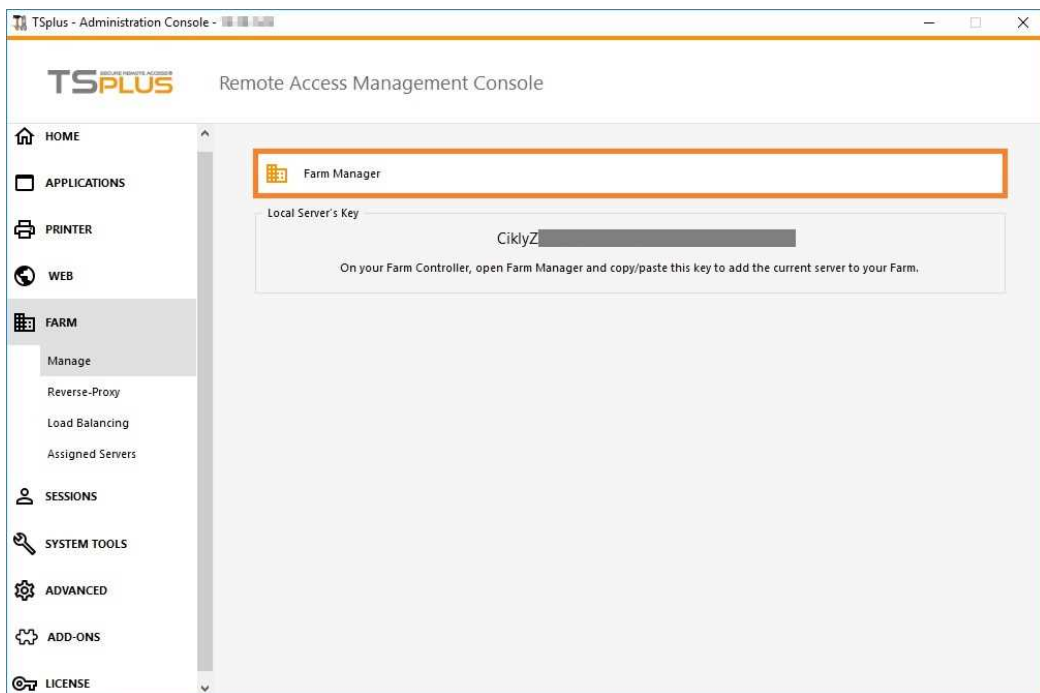 TSplus - Administration Console -
TSPLUS
SECURE REMOTE ACCESS
Remote Access Management Console
HOME
APPLICATIONS
PRINTER
WEB
FARM
Manage
Reverse-Proxy
Load Balancing
Assigned Servers
SESSIONS
SYSTEM TOOLS
ADVANCED
ADD-ONS
LICENSE
Farm Manager
Local Server's Key
CiklyZ
On your Farm Controller, open Farm Manager and copy/paste this key to add the current server to your Farm.